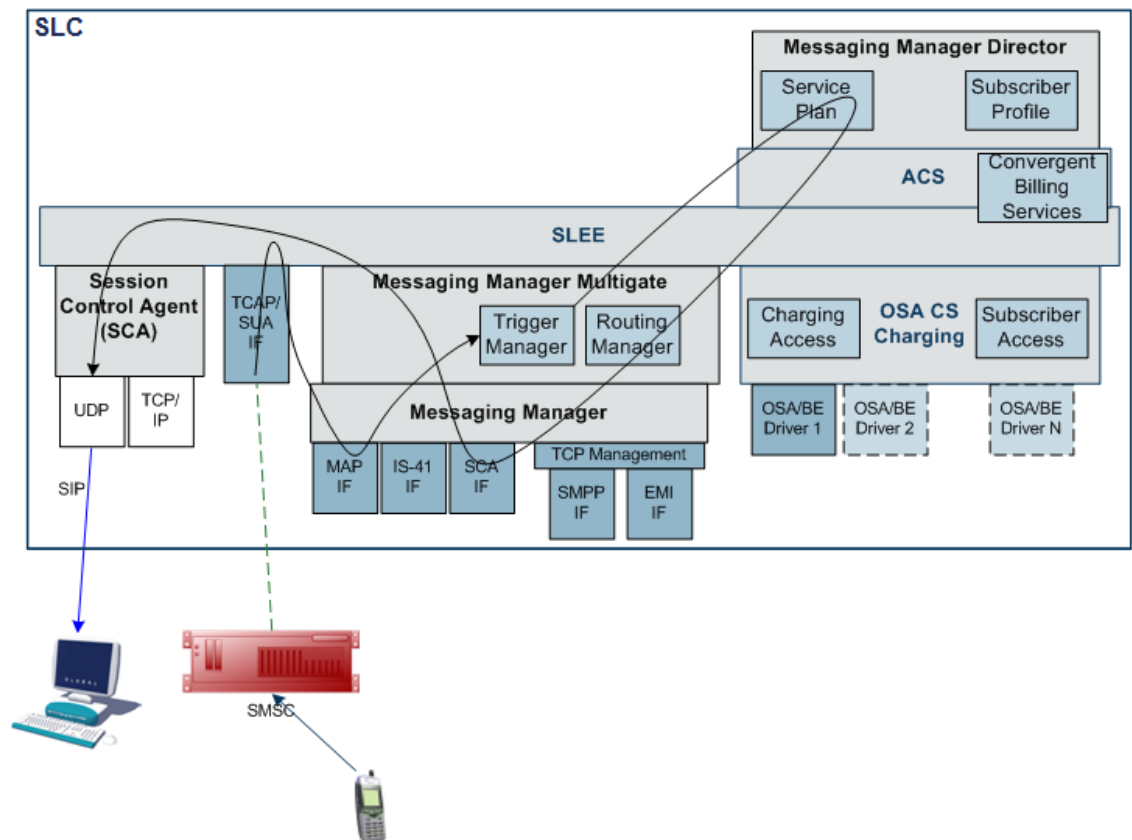 SLC
Messaging Manager Director
Service
Plan
Subscriber
Profile
ACS
Convergent
Billing
Services
SLEE
Session
Control Agent
(SCA)
TCAP/
SUA
IF
Messaging Manager Multigate
Trigger
Manager
Routing
Manager
Charging
Access
OSA CS
Charging
Subscriber
Access
UDP
TCP/
IP
Messaging Manager
OSA/BE
Driver 1
OSA/BE
Driver 2
OSA/BE
Driver N
MAP
IF
IS-41
IF
SCA
IF
TCP Management
SMPP
IF
EMI
IF
SIP
GLOBAL
SMSC